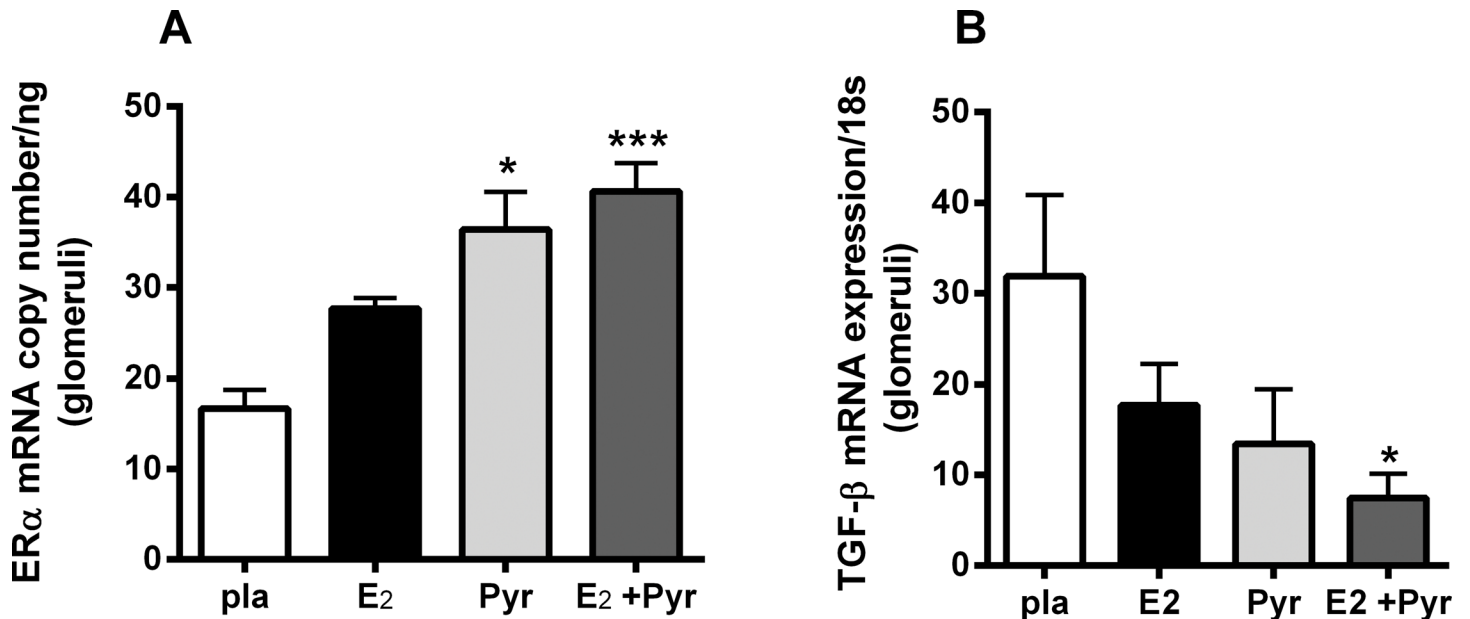 A
ERα mRNA copy number/ng
(glomeruli)
50
40
30
20
10
0
*
***
pla
E₂
Pyr
E₂ +Pyr
B
TGF-β mRNA expression/18s
(glomeruli)
50
40
30
20
10
0
*
pla
E2
Pyr
E2 +Pyr